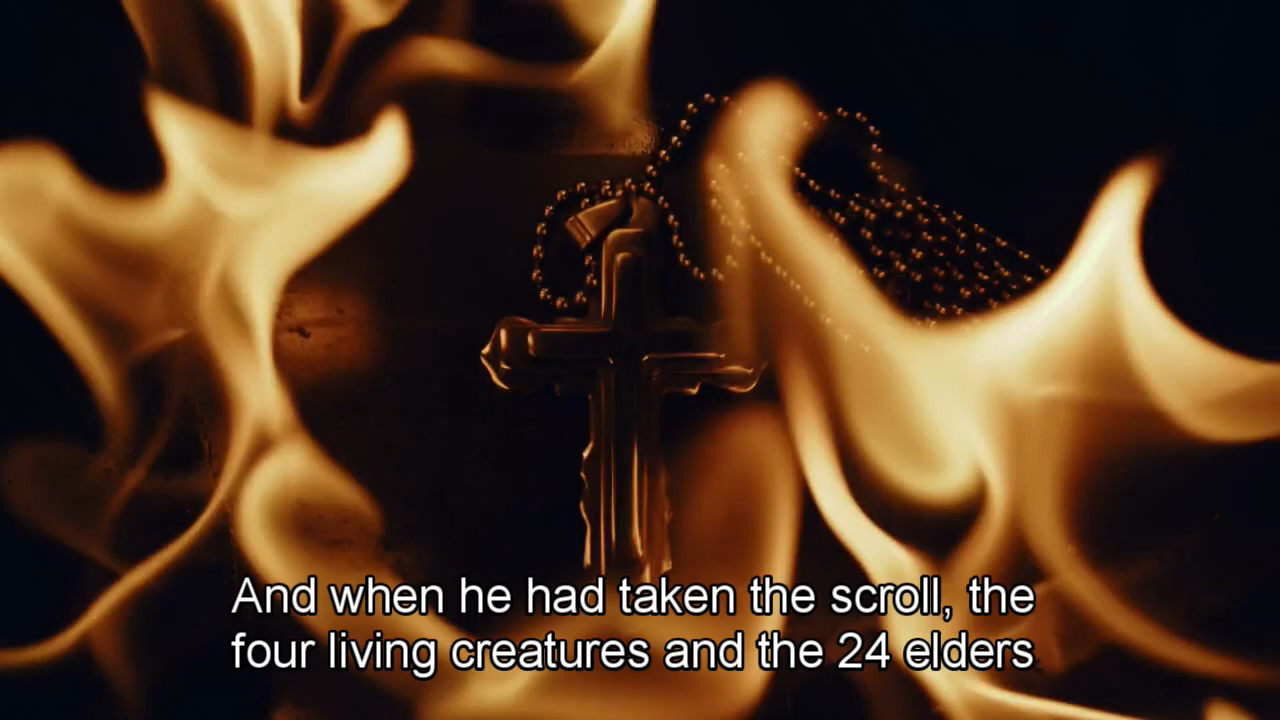 And when he had taken the scroll, the
four living creatures and the 24 elders